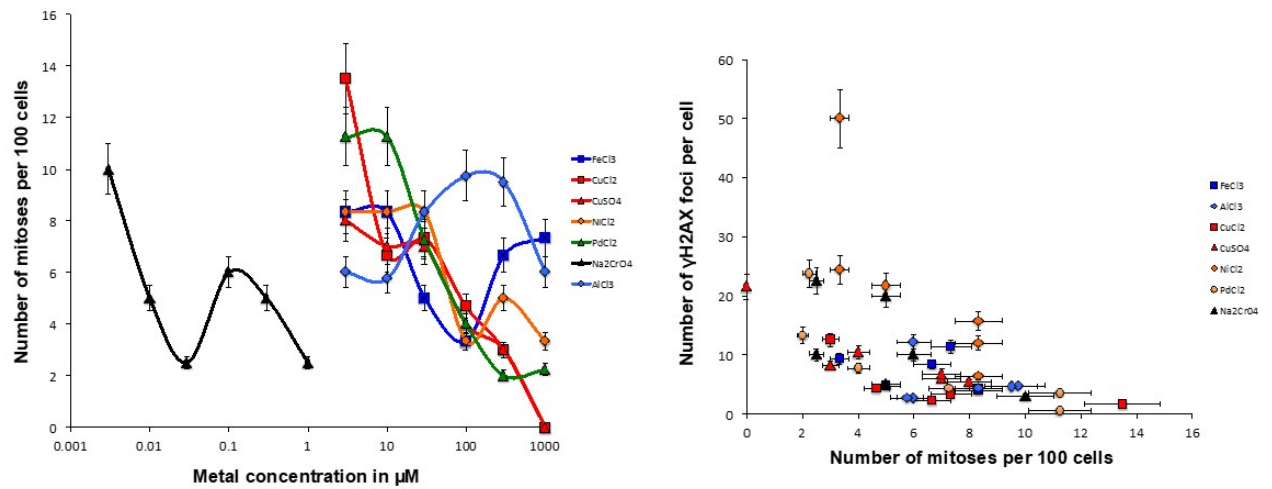 16
14
12
10
8
6
4
2
0
0.001 0.01 0.1 1 10 100 1000
Number of mitoses per 100 cells
Metal concentration in µM
FeCl3
CuCl2
CuSO4
NiCl2
PdCl2
Na2CrO4
AlCl3
60
50
40
30
20
10
0
0 2 4 6 8 10 12 14 16
Number of γH2AX foci per cell
Number of mitoses per 100 cells
FeCl3
AlCl3
CuCl2
CuSO4
NiCl2
PdCl2
Na2Cr04